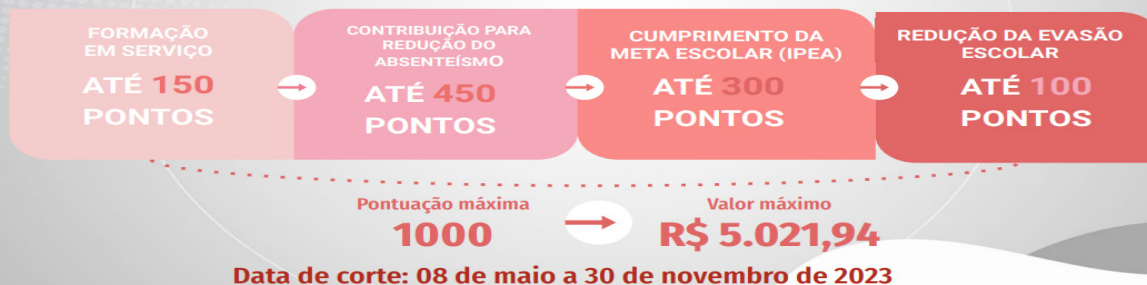 FORMAÇÃO
EM SERVIÇO
ATÉ 150
PONTOS
CONTRIBUIÇÃO PARA
REDUÇÃO DO
ABSENTEÍSMO
ATÉ 450
PONTOS
CUMPRIMENTO DA
META ESCOLAR (IPEA)
ATÉ 300
PONTOS
REDUÇÃO DA EVASÃO
ESCOLAR
ATÉ 100
PONTOS
Pontuação máxima
1000
Valor máximo
R$ 5.021,94
Data de corte: 08 de maio a 30 de novembro de 2023